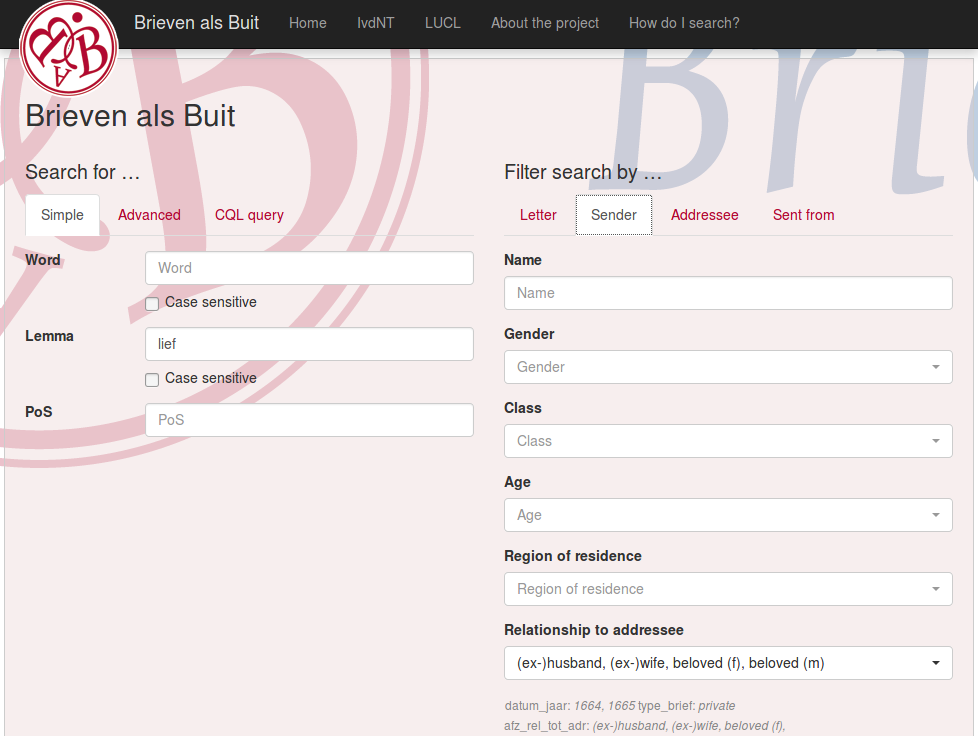 Brieven als Buit Home IvdNT LUCL About the project How do I search?
Brieven als Buit
Search for …
Simple Advanced CQL query
Word
Word
Case sensitive
Lemma
lief
Case sensitive
PoS
PoS
Filter search by …
Letter Sender Addressee Sent from
Name
Name
Gender
Gender
Class
Class
Age
Age
Region of residence
Region of residence
Relationship to addressee
(ex-)husband, (ex-)wife, beloved (f), beloved (m)
datum_jaar: 1664, 1665 type_brief: private
afz_rel_tot_adr: (ex-)husband, (ex-)wife, beloved (f),